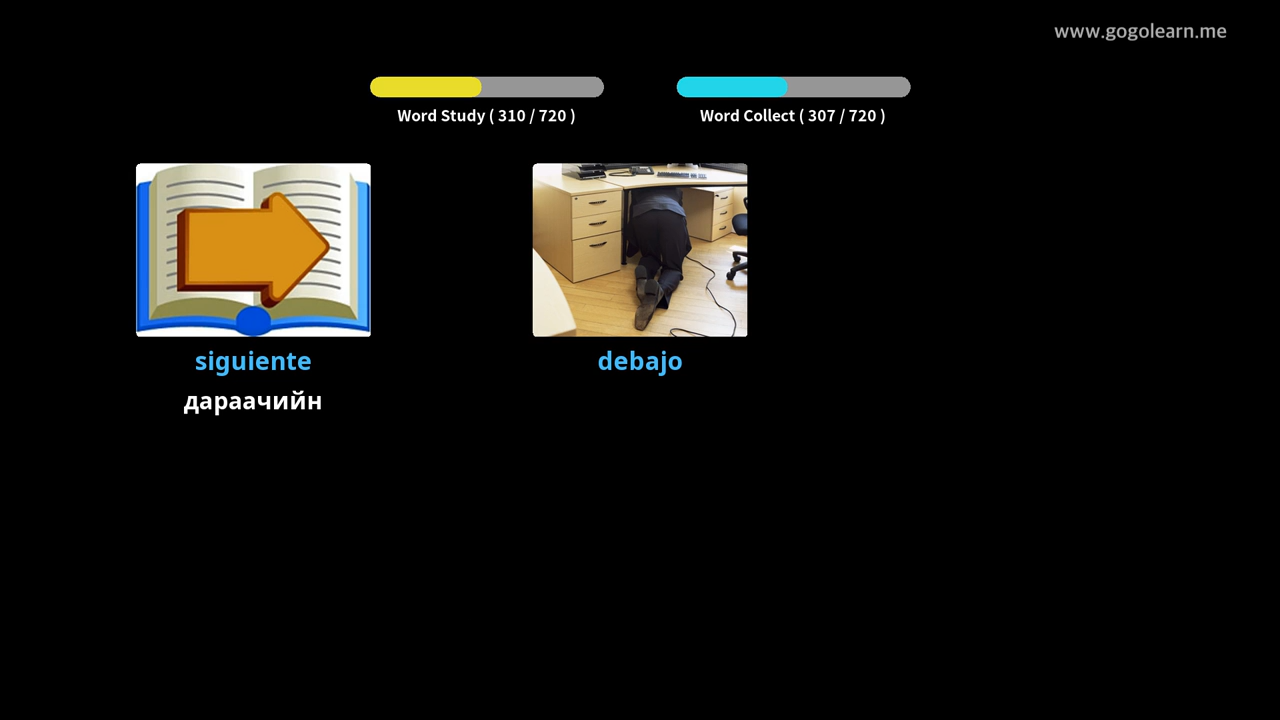 www.gogolearn.me
Word Study ( 310 / 720 )
Word Collect ( 307 / 720 )
siguiente
debajo
дараачийн